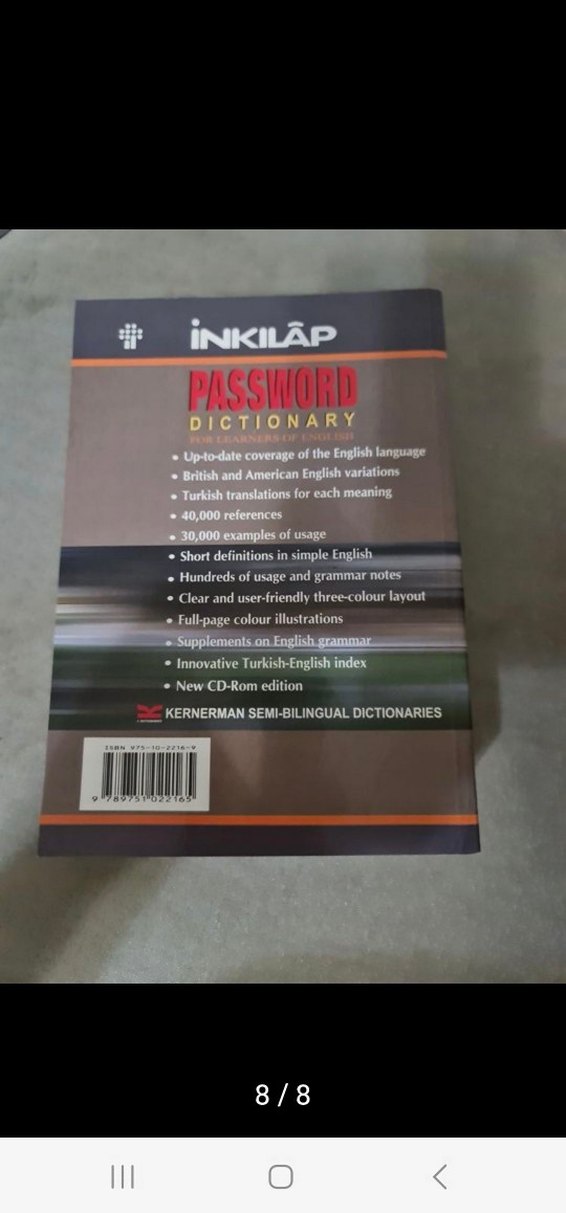 İNKILÂP
PASSWORD
DICTIONARY
FOR LEARNERS OF ENGLISH
• Up-to-date coverage of the English language
• British and American English variations
• Turkish translations for each meaning
• 40,000 references
• 30,000 examples of usage
• Short definitions in simple English
• Hundreds of usage and grammar notes
• Clear and user-friendly three-colour layout
• Full-page colour illustrations
• Supplements on English grammar
• Innovative Turkish-English index
• New CD-Rom edition
KERNERMAN SEMI-BILINGUAL DICTIONARIES
ISBN 975-10-2216-9
9 789751 022165
8 / 8